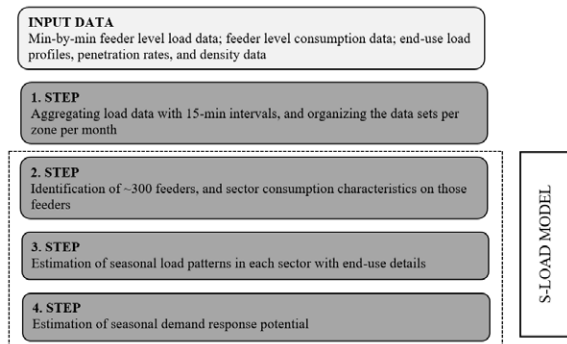 INPUT DATA
Min-by-min feeder level load data; feeder level consumption data; end-use load
profiles, penetration rates, and density data
1. STEP
Aggregating load data with 15-min intervals, and organizing the data sets per
zone per month
2. STEP
Identification of ~300 feeders, and sector consumption characteristics on those
feeders
3. STEP
Estimation of seasonal load patterns in each sector with end-use details
4. STEP
Estimation of seasonal demand response potential
S-LOAD MODEL